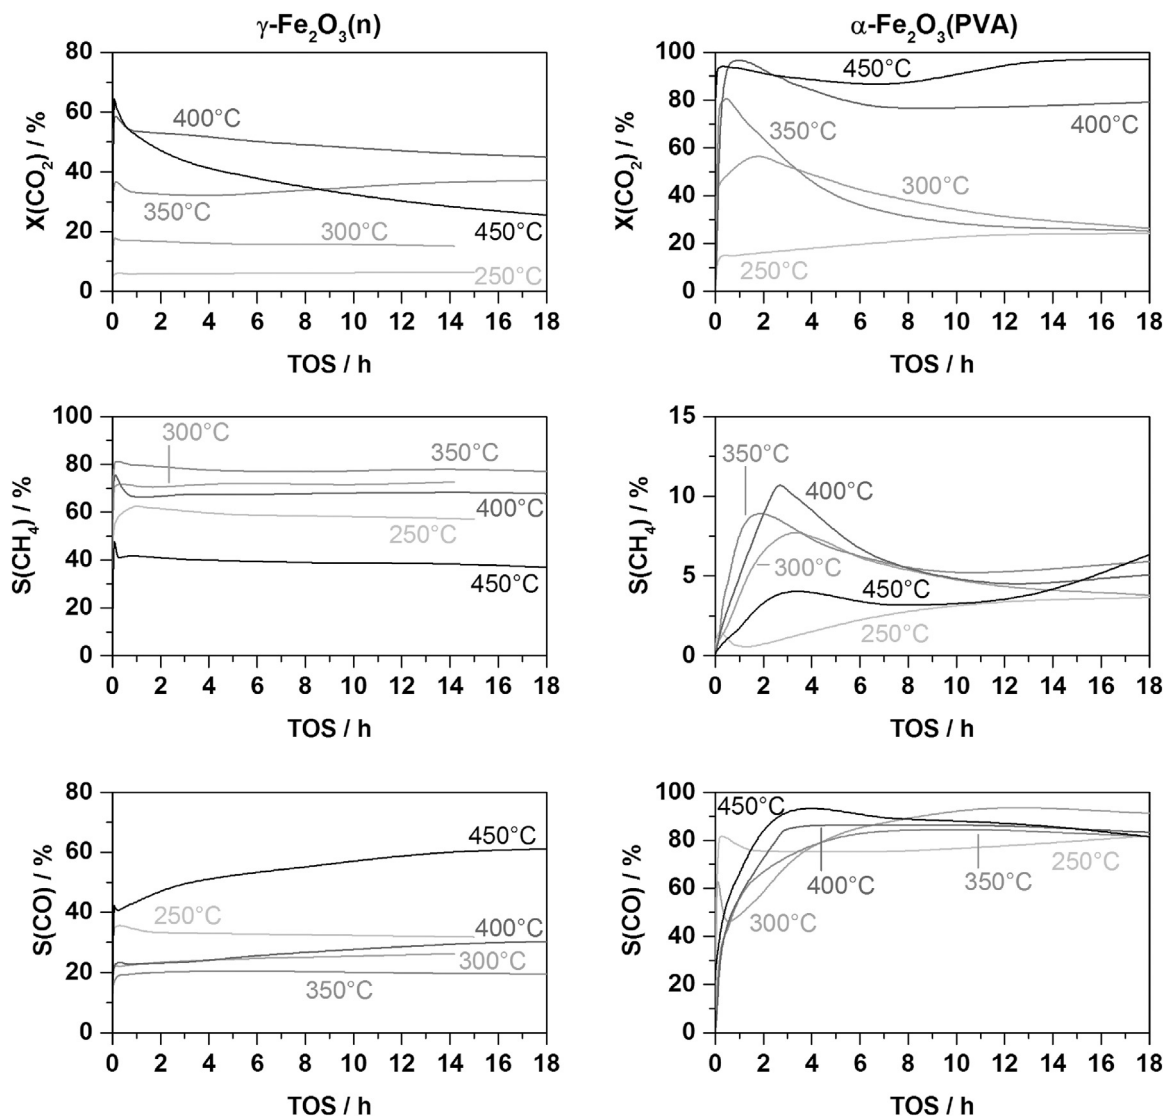 γ-Fe₂O₃(n)
α-Fe₂O₃(PVA)
X(CO₂) / %
80
60
40
20
0
400°C
350°C
300°C
450°C
250°C
0 2 4 6 8 10 12 14 16 18
TOS / h
X(CO₂) / %
100
80
60
40
20
0
450°C
400°C
350°C
300°C
250°C
0 2 4 6 8 10 12 14 16 18
TOS / h
S(CH₄) / %
100
80
60
40
20
0
300°C
350°C
400°C
250°C
450°C
0 2 4 6 8 10 12 14 16 18
TOS / h
S(CH₄) / %
15
10
5
0
350°C
400°C
300°C
450°C
250°C
0 2 4 6 8 10 12 14 16 18
TOS / h
S(CO) / %
80
60
40
20
0
450°C
250°C
400°C
300°C
350°C
0 2 4 6 8 10 12 14 16 18
TOS / h
S(CO) / %
100
80
60
40
20
0
450°C
250°C
400°C
350°C
300°C
0 2 4 6 8 10 12 14 16 18
TOS / h